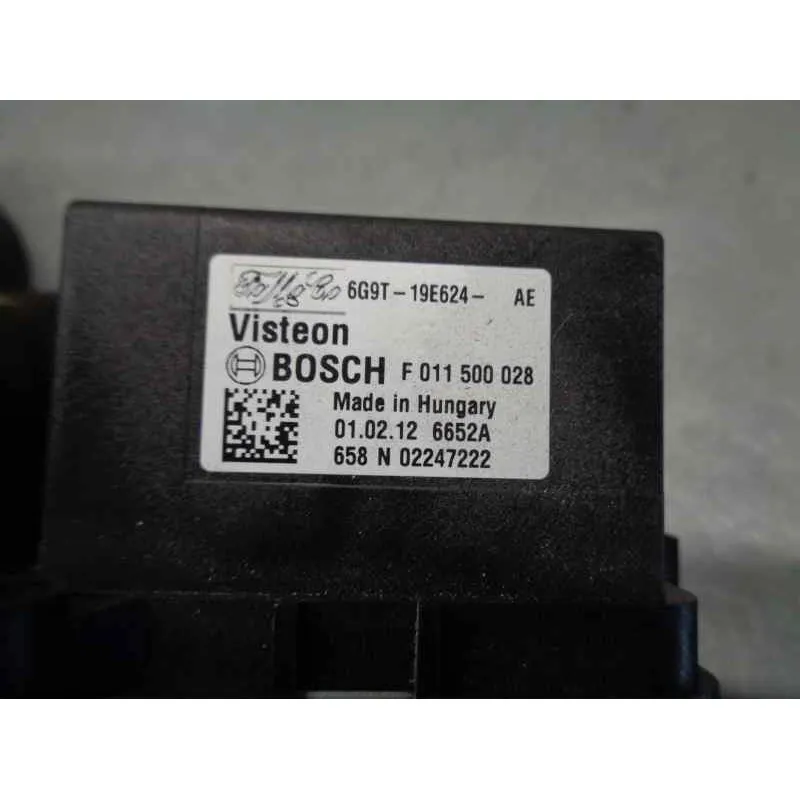 6G9T-19E624- AE
Visteon
BOSCH F 011 500 028
Made in Hungary
01.02.12 6652A
658 N 02247222